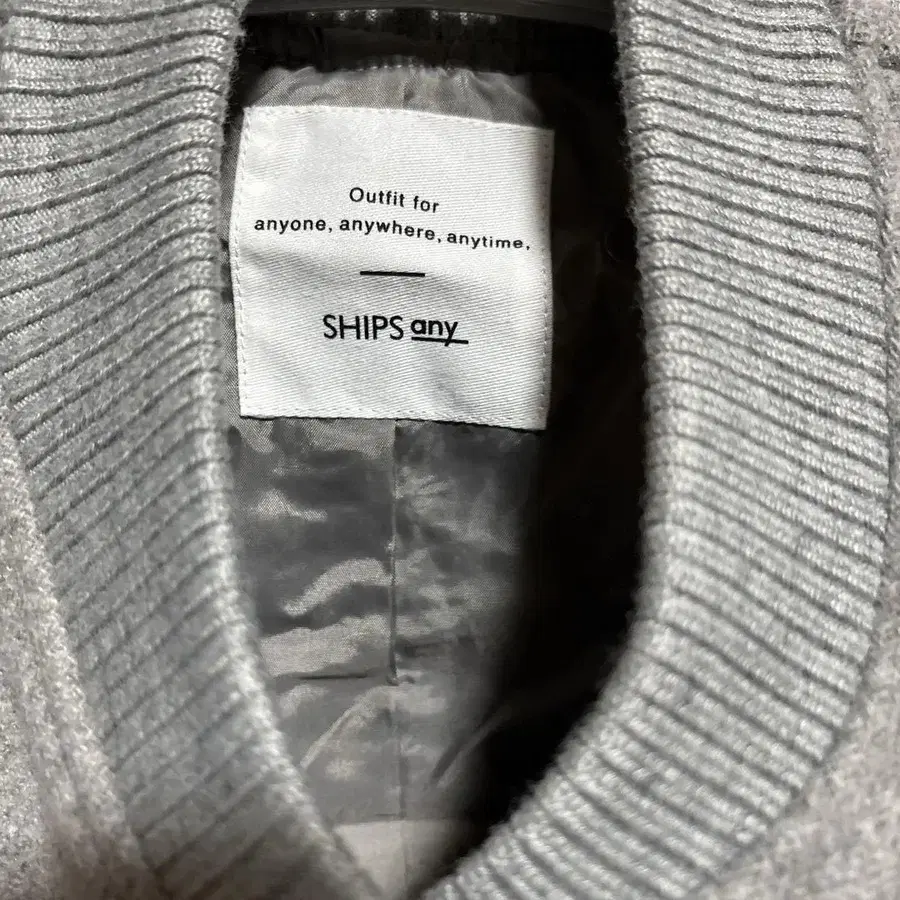 Outfit for
anyone, anywhere, anytime.
SHIPS any